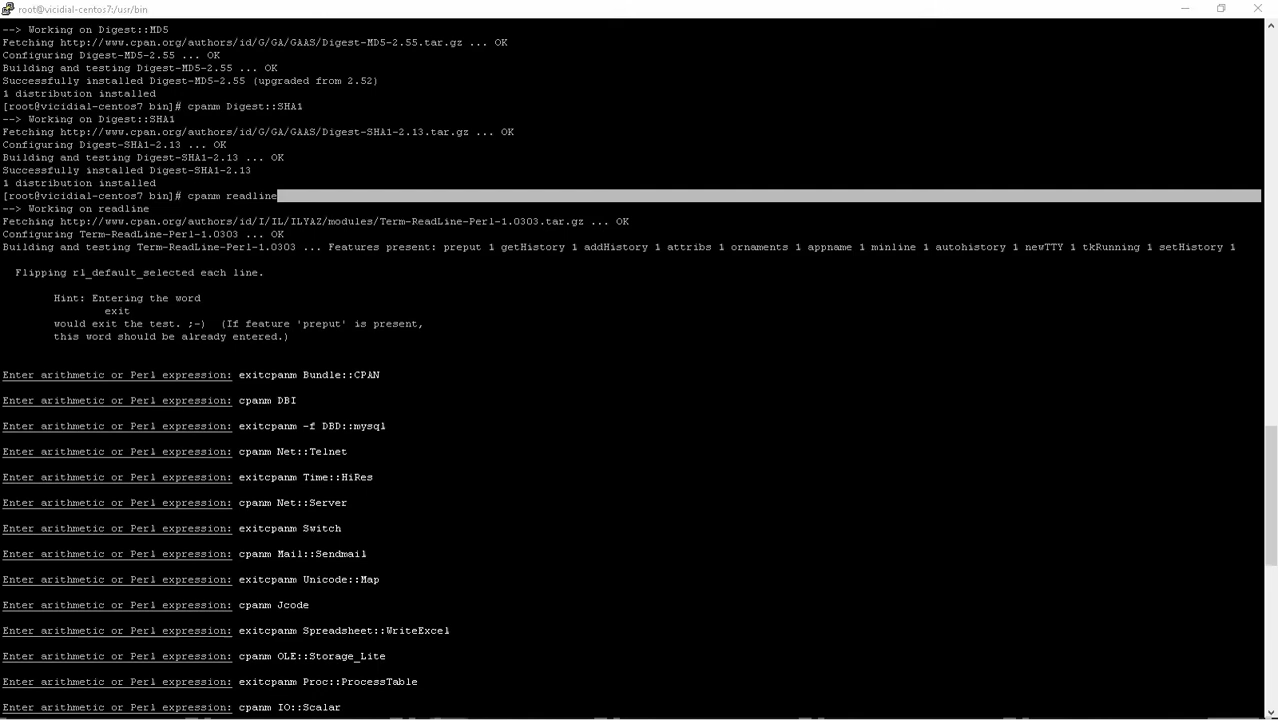 root@vicidial-centos7:/usr/bin
--> Working on Digest::MD5
Fetching http://www.cpan.org/authors/id/G/GA/GAAS/Digest-MD5-2.55.tar.gz ... OK
Configuring Digest-MD5-2.55 ... OK
Building and testing Digest-MD5-2.55 ... OK
Successfully installed Digest-MD5-2.55 (upgraded from 2.52)
1 distribution installed
[root@vicidial-centos7 bin]# cpanm Digest::SHA1
--> Working on Digest::SHA1
Fetching http://www.cpan.org/authors/id/G/GA/GAAS/Digest-SHA1-2.13.tar.gz ... OK
Configuring Digest-SHA1-2.13 ... OK
Building and testing Digest-SHA1-2.13 ... OK
Successfully installed Digest-SHA1-2.13
1 distribution installed
[root@vicidial-centos7 bin]# cpanm readline
--> Working on readline
Fetching http://www.cpan.org/authors/id/I/IL/ILYAZ/modules/Term-ReadLine-Perl-1.0303.tar.gz ... OK
Configuring Term-ReadLine-Perl-1.0303 ... OK
Building and testing Term-ReadLine-Perl-1.0303 ... Features present: preput 1 getHistory 1 addHistory 1 attribs 1 ornaments 1 appname 1 minline 1 autohistory 1 newTTY 1 tkRunning 1 setHistory 1
Flipping rl_default_selected each line.
Hint: Entering the word
exit
would exit the test. ;-) (If feature 'preput' is present,
this word should be already entered.)
Enter arithmetic or Perl expression: exitcpanm Bundle::CPAN
Enter arithmetic or Perl expression: cpanm DBI
Enter arithmetic or Perl expression: exitcpanm -f DBD::mysql
Enter arithmetic or Perl expression: cpanm Net::Telnet
Enter arithmetic or Perl expression: exitcpanm Time::HiRes
Enter arithmetic or Perl expression: cpanm Net::Server
Enter arithmetic or Perl expression: exitcpanm Switch
Enter arithmetic or Perl expression: cpanm Mail::Sendmail
Enter arithmetic or Perl expression: exitcpanm Unicode::Map
Enter arithmetic or Perl expression: cpanm Jcode
Enter arithmetic or Perl expression: exitcpanm Spreadsheet::WriteExcel
Enter arithmetic or Perl expression: cpanm OLE::Storage_Lite
Enter arithmetic or Perl expression: exitcpanm Proc::ProcessTable
Enter arithmetic or Perl expression: cpanm IO::Scalar